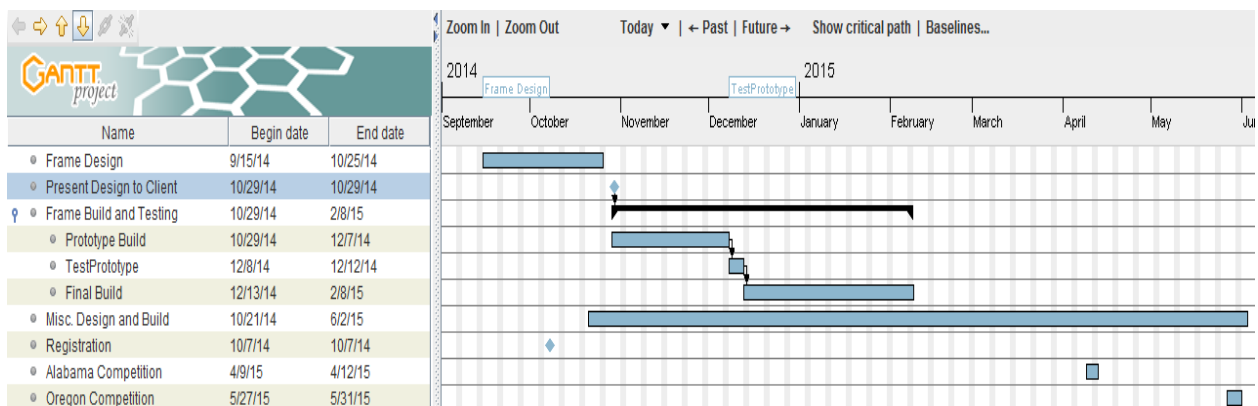 Zoom In | Zoom Out Today ▼ | ← Past | Future → Show critical path | Baselines...
GANTT
project
2014 2015
Frame Design TestPrototype
September October November December January February March April May Ju
Name Begin date End date
Frame Design 9/15/14 10/25/14
Present Design to Client 10/29/14 10/29/14
Frame Build and Testing 10/29/14 2/8/15
Prototype Build 10/29/14 12/7/14
TestPrototype 12/8/14 12/12/14
Final Build 12/13/14 2/8/15
Misc. Design and Build 10/21/14 6/2/15
Registration 10/7/14 10/7/14
Alabama Competition 4/9/15 4/12/15
Oregon Competition 5/27/15 5/31/15